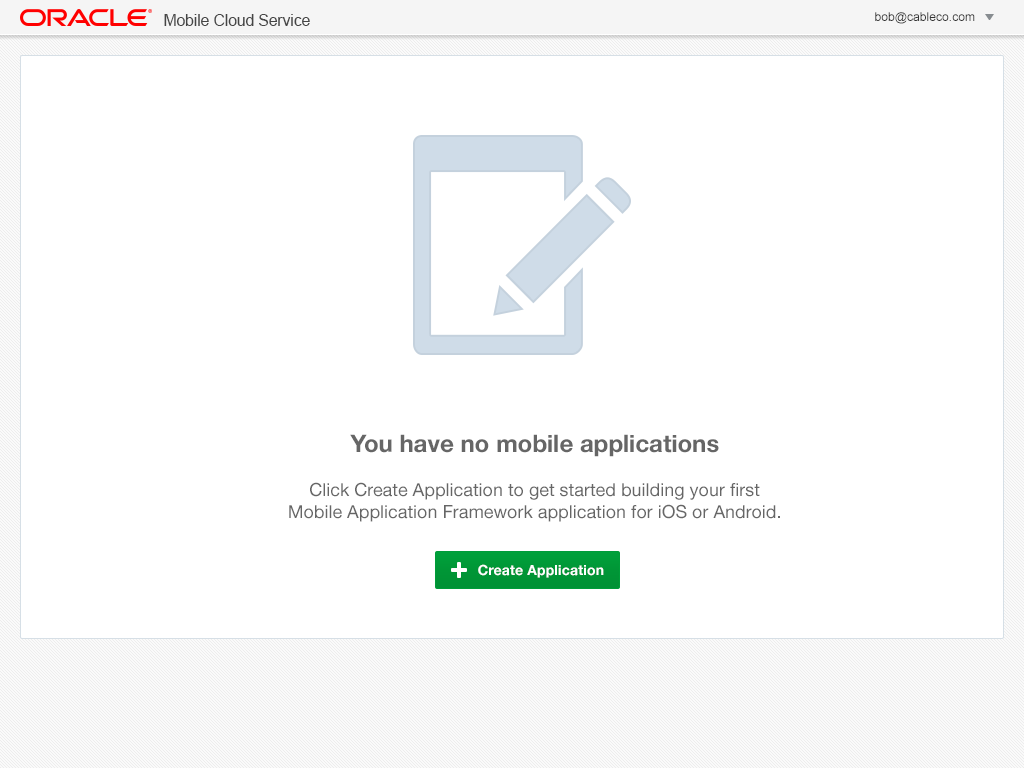 ORACLE® Mobile Cloud Service
bob@cableco.com
You have no mobile applications
Click Create Application to get started building your first
Mobile Application Framework application for iOS or Android.
Create Application